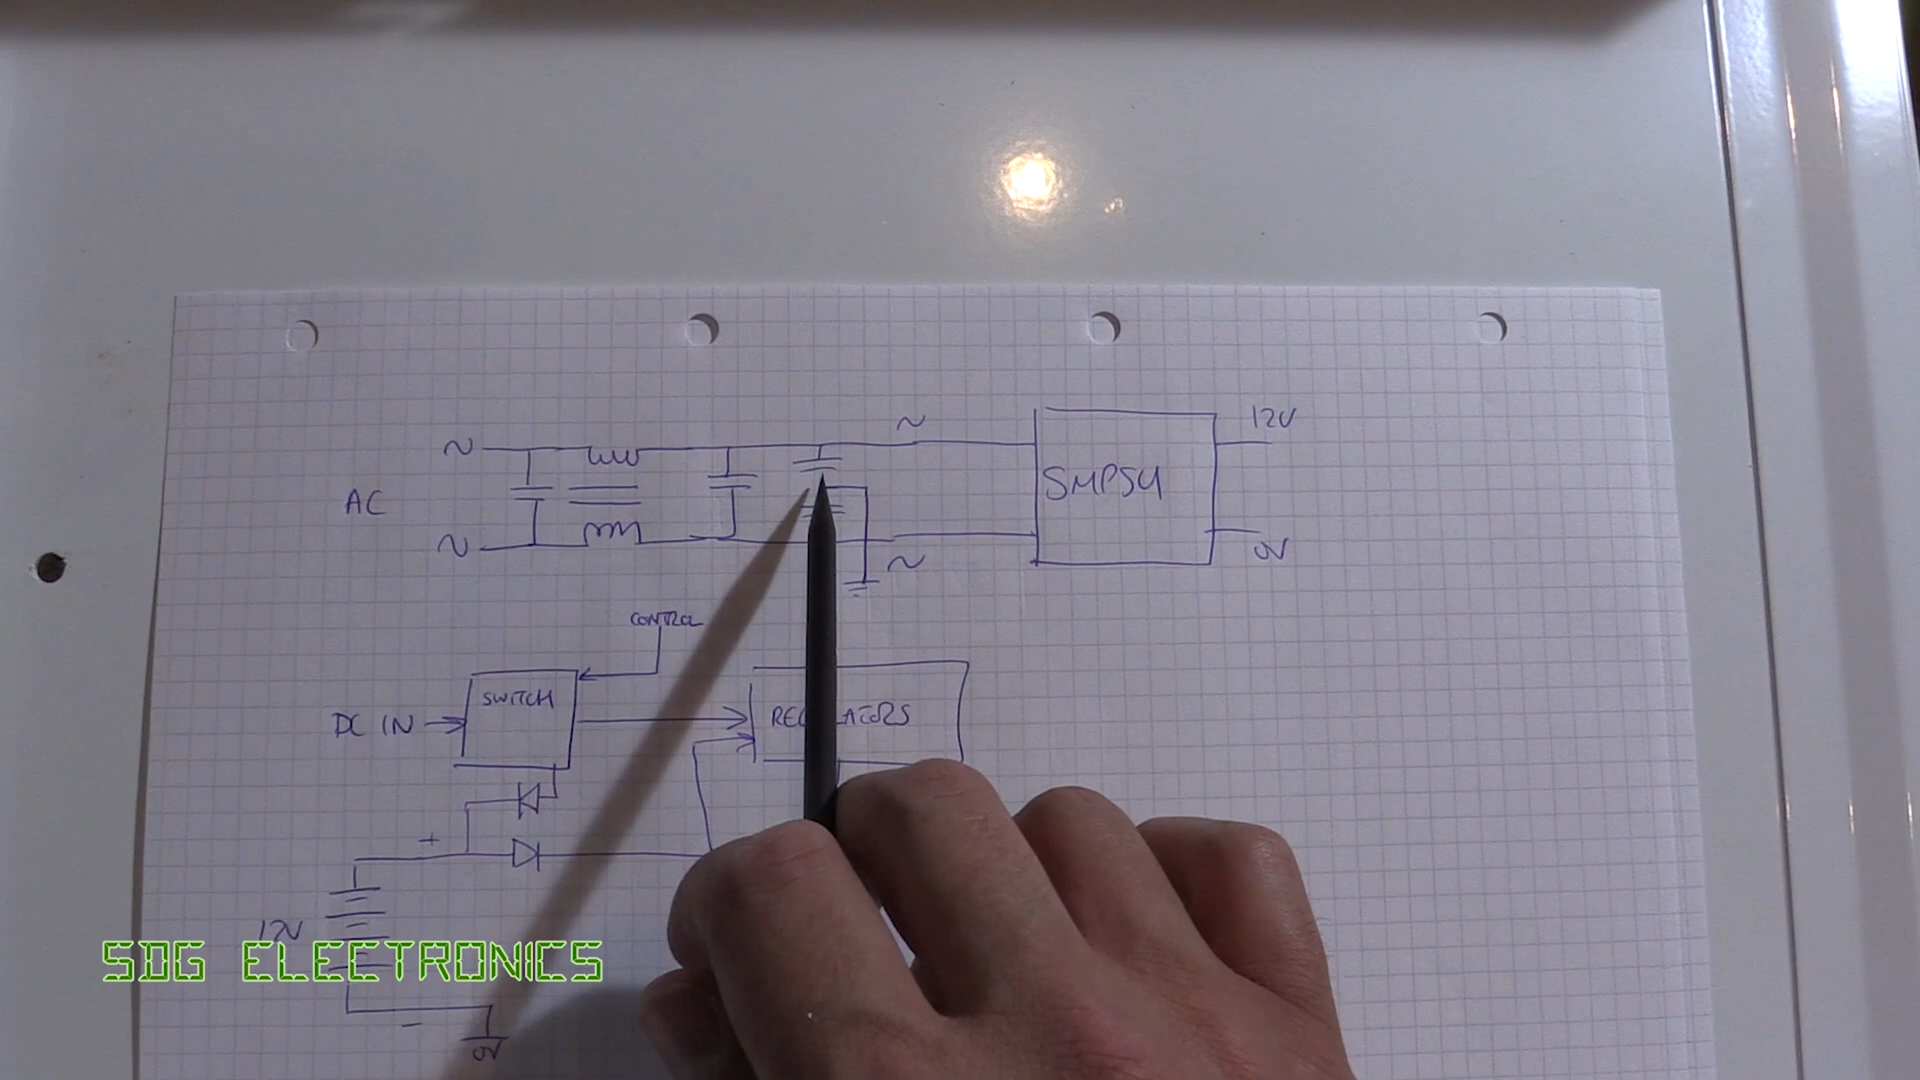 ~ ~ 12V
AC SMPSU
~ ~ 0V
CONTROL
SWITCH
DC IN
+
12V
SDG ELECTRONICS
-
0V